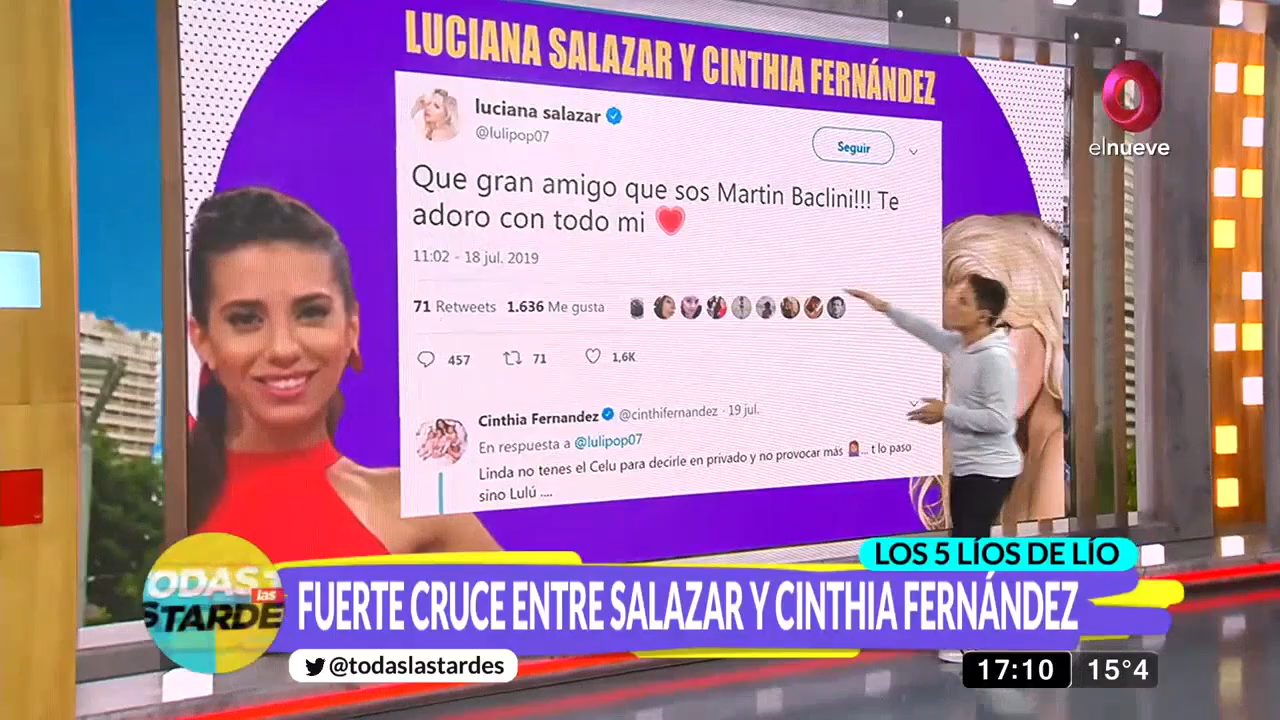 LUCIANA SALAZAR Y CINTHIA FERNÁNDEZ
luciana salazar
@lulipop07
Seguir
Que gran amigo que sos Martin Baclini!!! Te
adoro con todo mi ❤
11:02 - 18 jul. 2019
71 Retweets 1.636 Me gusta
457 71 1,6K
Cinthia Fernandez @cinthifernandez - 19 jul.
En respuesta a @lulipop07
Linda no tenes el Celu para decirle en privado y no provocar más 🤦... t lo paso
sino Lulú ....
elnueve
LOS 5 LÍOS DE LÍO
TODAS las TARDES
FUERTE CRUCE ENTRE SALAZAR Y CINTHIA FERNÁNDEZ
@todaslastardes
17:10 15°4